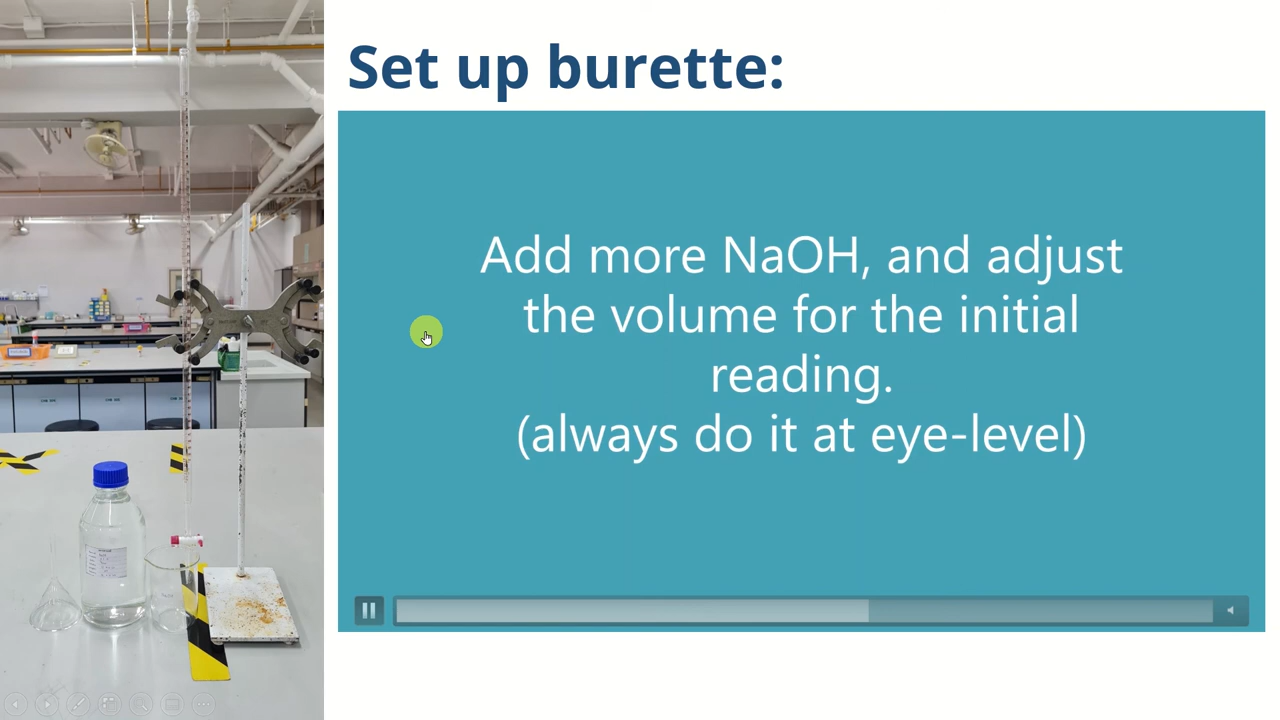 Set up burette:
Add more NaOH, and adjust
the volume for the initial
reading.
(always do it at eye-level)